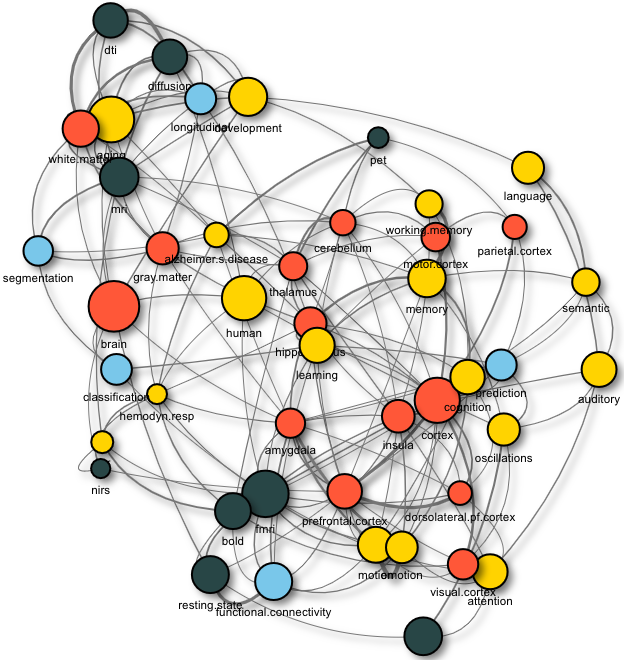 dti
diffusion
longitudinal
development
aging
white.matter
pet
language
mri
working.memory
parietal.cortex
cerebellum
alzheimer.s.disease
motor.cortex
segmentation
gray.matter
thalamus
memory
semantic
human
brain
hippocampus
learning
prediction
classification
cognition
auditory
hemodyn.resp
cortex
insula
amygdala
oscillations
nirs
dorsolateral.pf.cortex
prefrontal.cortex
fmri
bold
emotion
visual.cortex
attention
resting.state
functional.connectivity